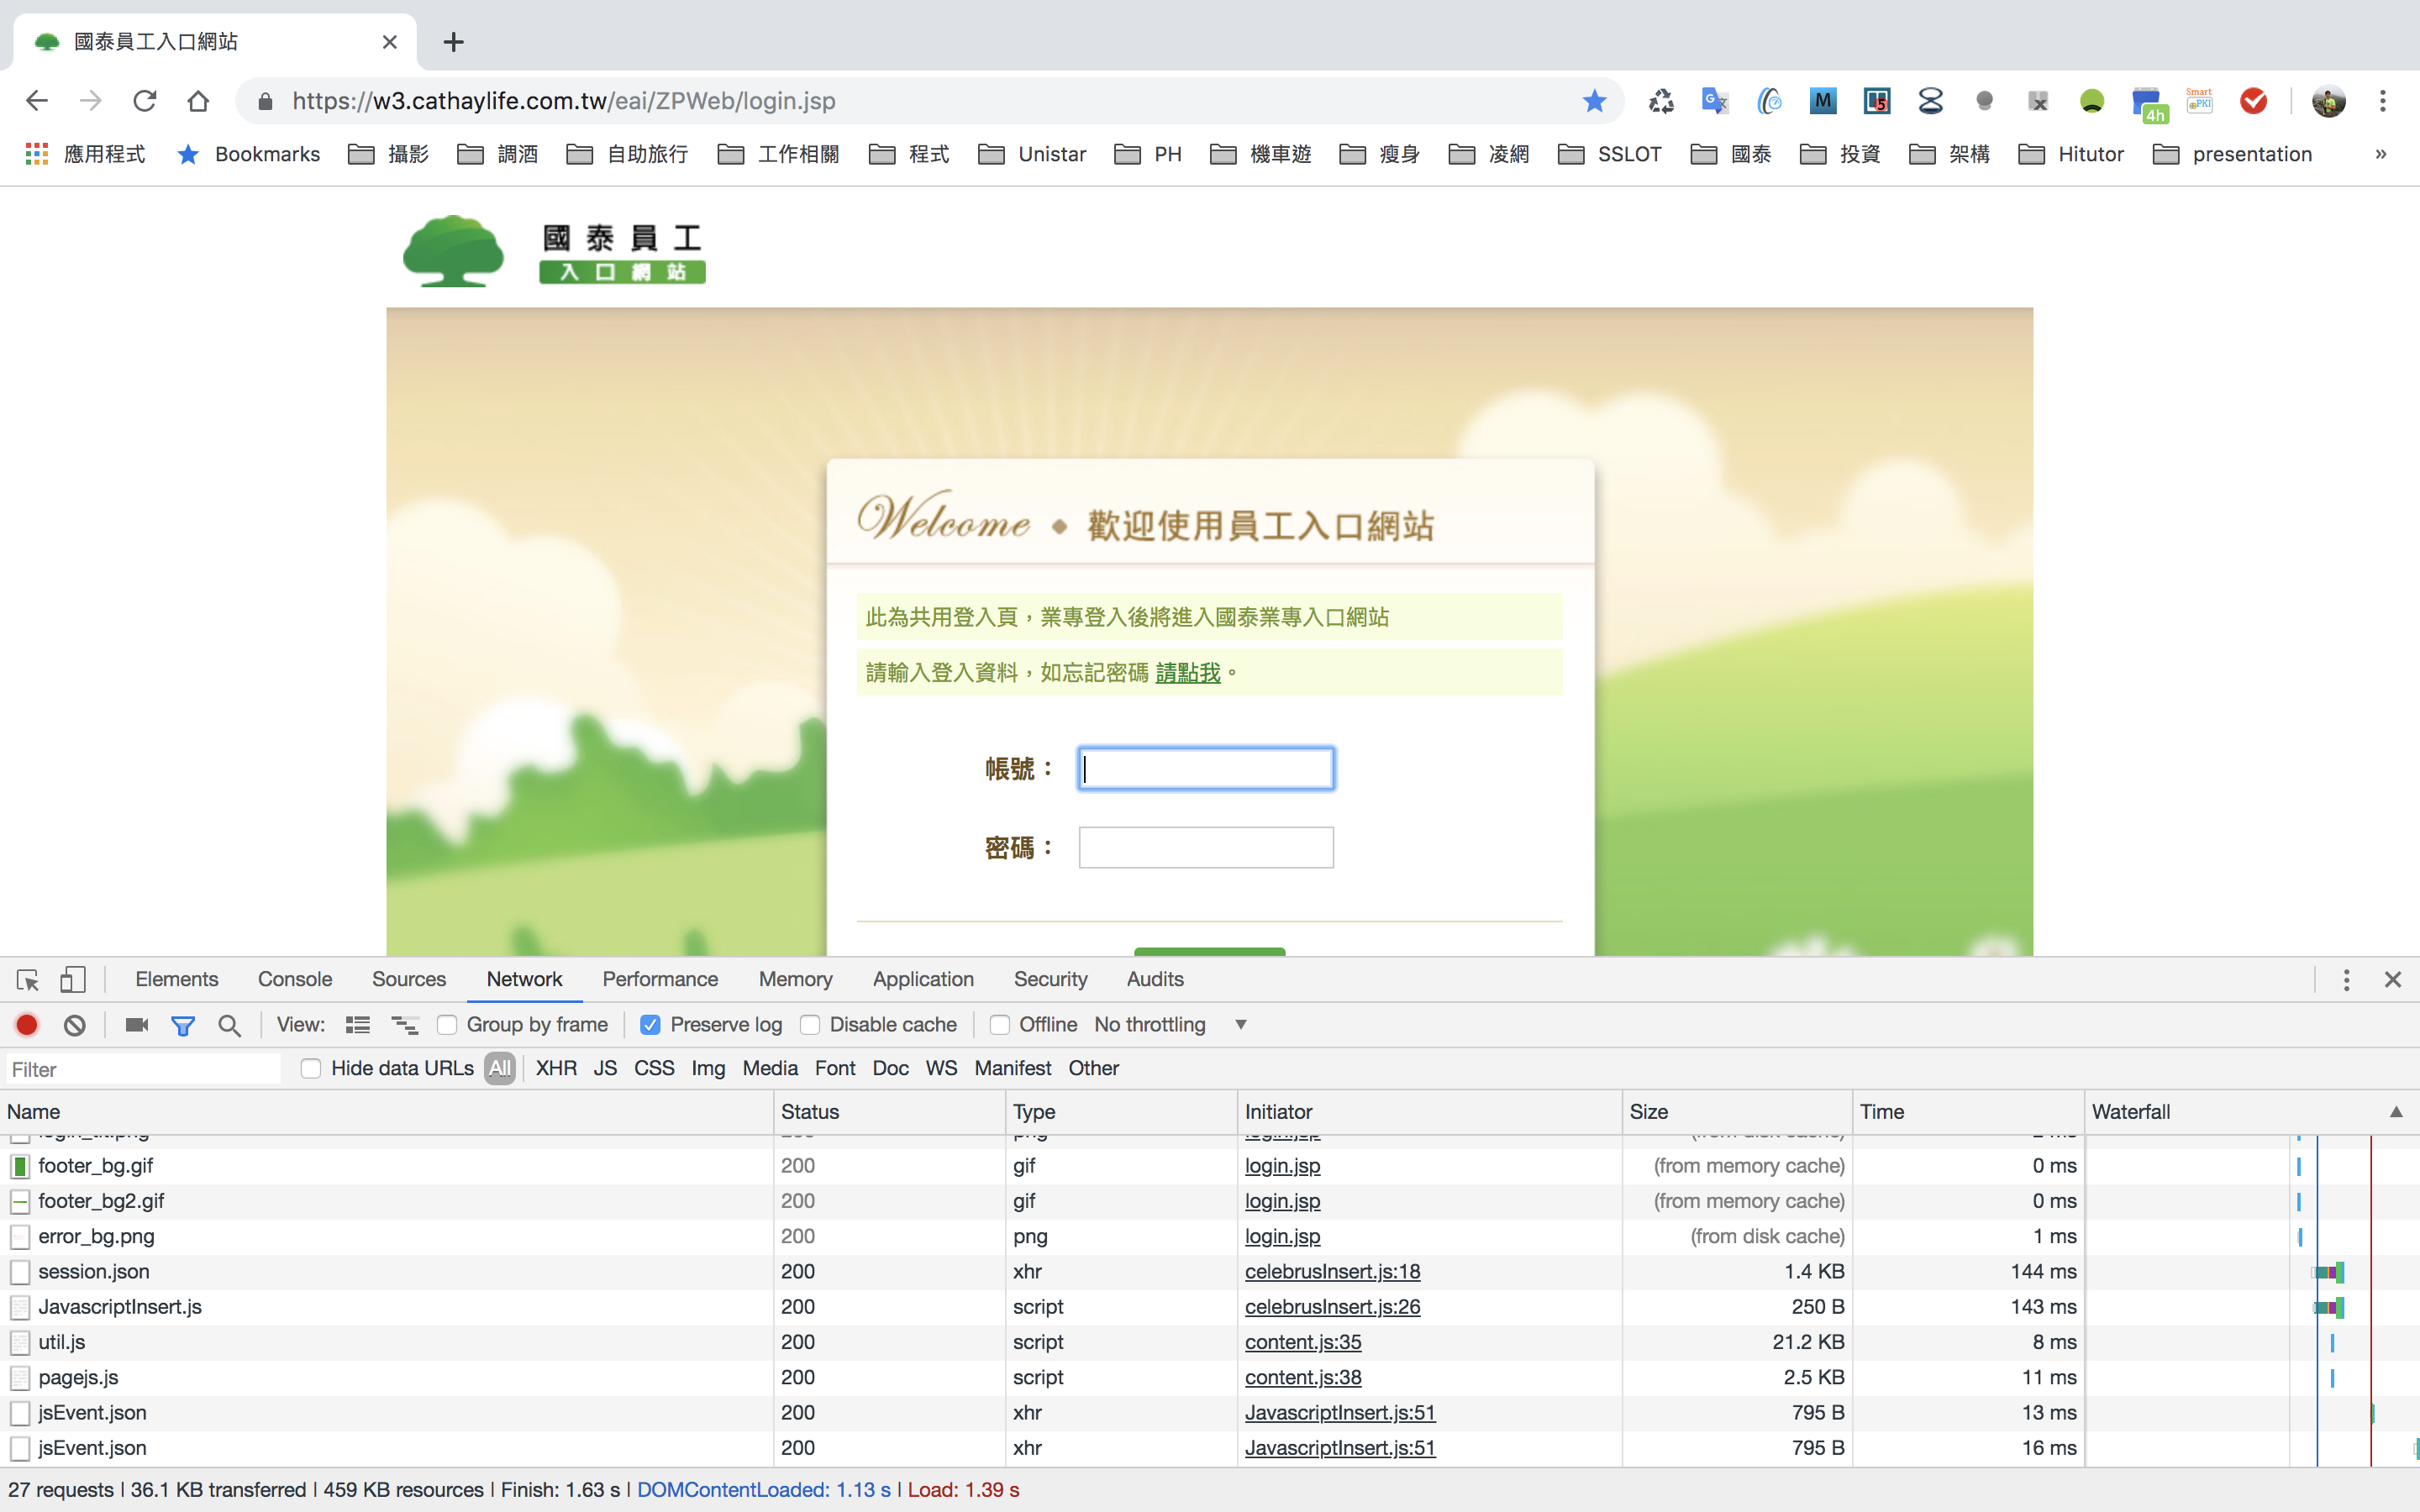 國泰員工入口網站
https://w3.cathaylife.com.tw/eai/ZPWeb/login.jsp
M
5
4h
Smart
PKI
應用程式 Bookmarks 攝影 調酒 自助旅行 工作相關 程式 Unistar PH 機車遊 瘦身 凌網 SSLOT 國泰 投資 架構 Hitutor presentation »
國泰員工
入口網站
Welcome ◆ 歡迎使用員工入口網站
此為共用登入頁，業專登入後將進入國泰業專入口網站
請輸入登入資料，如忘記密碼 請點我。
帳號：
密碼：
Elements Console Sources Network Performance Memory Application Security Audits
View: Group by frame Preserve log Disable cache Offline No throttling
Filter Hide data URLs All XHR JS CSS Img Media Font Doc WS Manifest Other
Name Status Type Initiator Size Time Waterfall
footer_bg.gif 200 gif login.jsp (from memory cache) 0 ms
footer_bg2.gif 200 gif login.jsp (from memory cache) 0 ms
error_bg.png 200 png login.jsp (from disk cache) 1 ms
session.json 200 xhr celebrusInsert.js:18 1.4 KB 144 ms
JavascriptInsert.js 200 script celebrusInsert.js:26 250 B 143 ms
util.js 200 script content.js:35 21.2 KB 8 ms
pagejs.js 200 script content.js:38 2.5 KB 11 ms
jsEvent.json 200 xhr JavascriptInsert.js:51 795 B 13 ms
jsEvent.json 200 xhr JavascriptInsert.js:51 795 B 16 ms
27 requests | 36.1 KB transferred | 459 KB resources | Finish: 1.63 s | DOMContentLoaded: 1.13 s | Load: 1.39 s